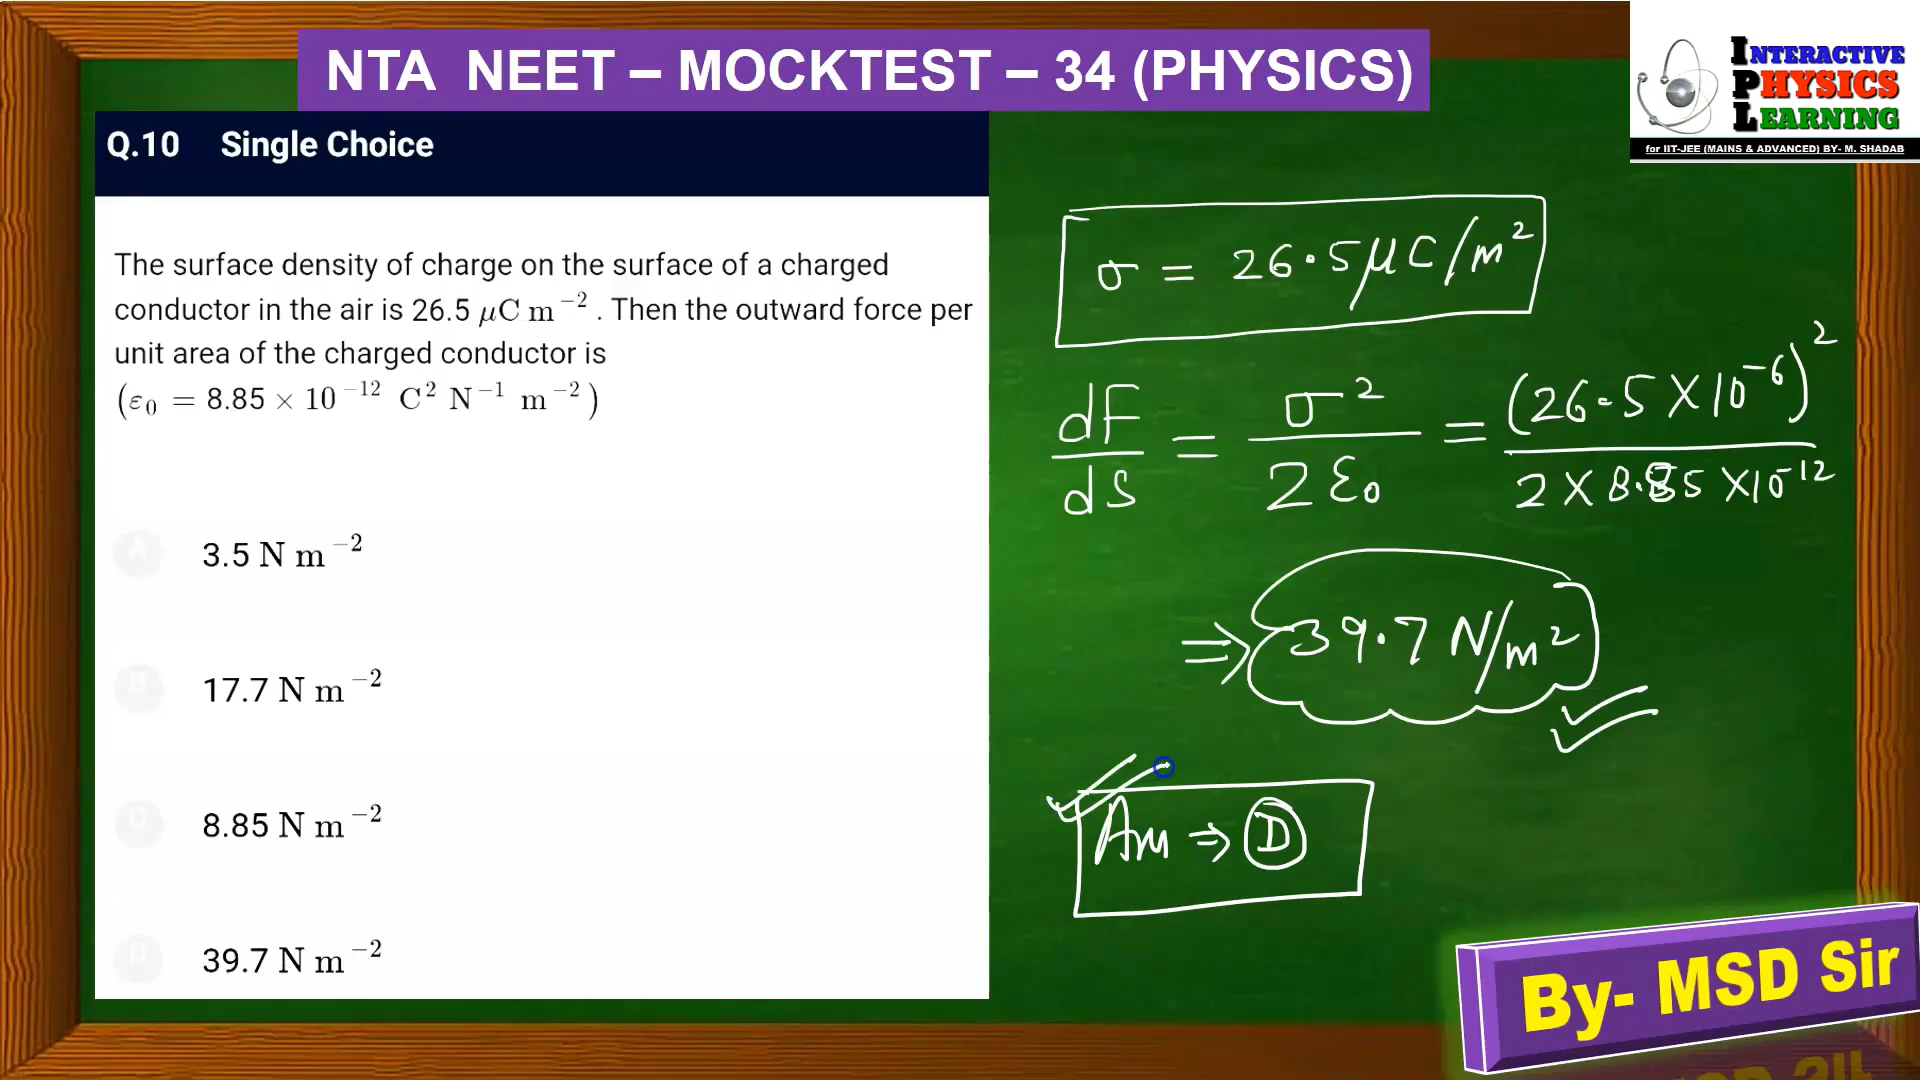 NTA NEET – MOCKTEST – 34 (PHYSICS)
INTERACTIVE
PHYSICS
LEARNING
for IIT-JEE (MAINS & ADVANCED) BY- M. SHADAB
Q.10 Single Choice
The surface density of charge on the surface of a charged
conductor in the air is 26.5 μC m⁻². Then the outward force per
unit area of the charged conductor is
(ε₀ = 8.85 × 10⁻¹² C² N⁻¹ m⁻²)
A 3.5 N m⁻²
B 17.7 N m⁻²
8.85 N m⁻²
D 39.7 N m⁻²
σ = 26.5 μC/m²
dF/dS = σ²/2ε₀ = (26.5 × 10⁻⁶)²/2 × 8.85 × 10⁻¹²
⇒ 39.7 N/m²
Ans ⇒ D
By- MSD Sir